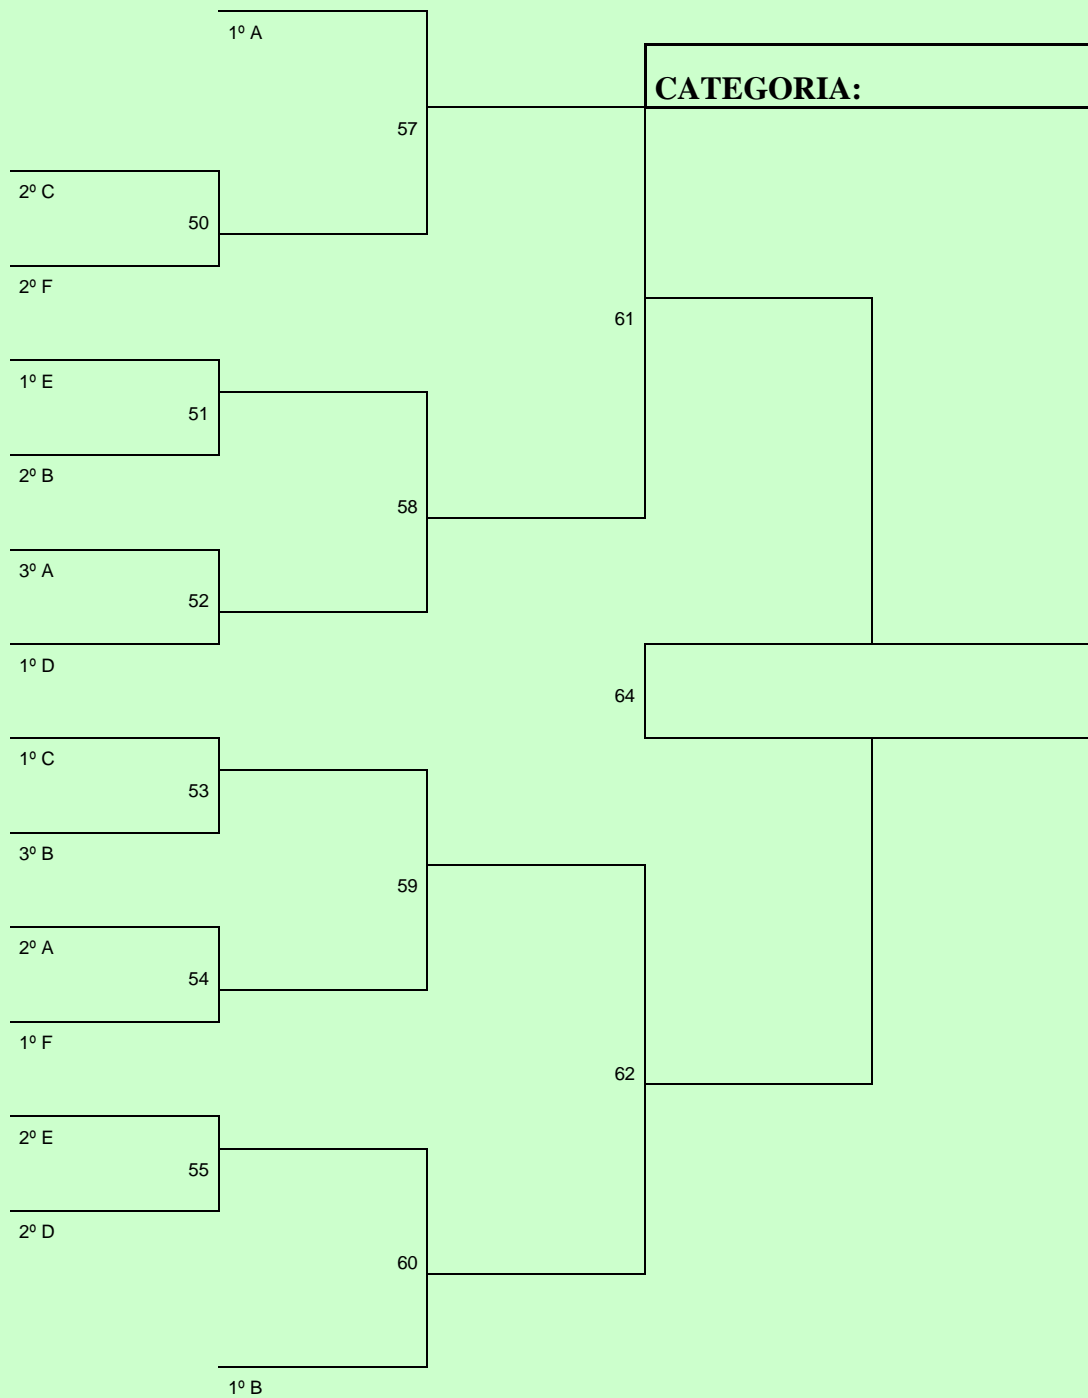 1º A
CATEGORIA:
57
2º C
50
2º F
61
1º E
51
2º B
58
3º A
52
1º D
64
1º C
53
3º B
59
2º A
54
1º F
62
2º E
55
2º D
60
1º B